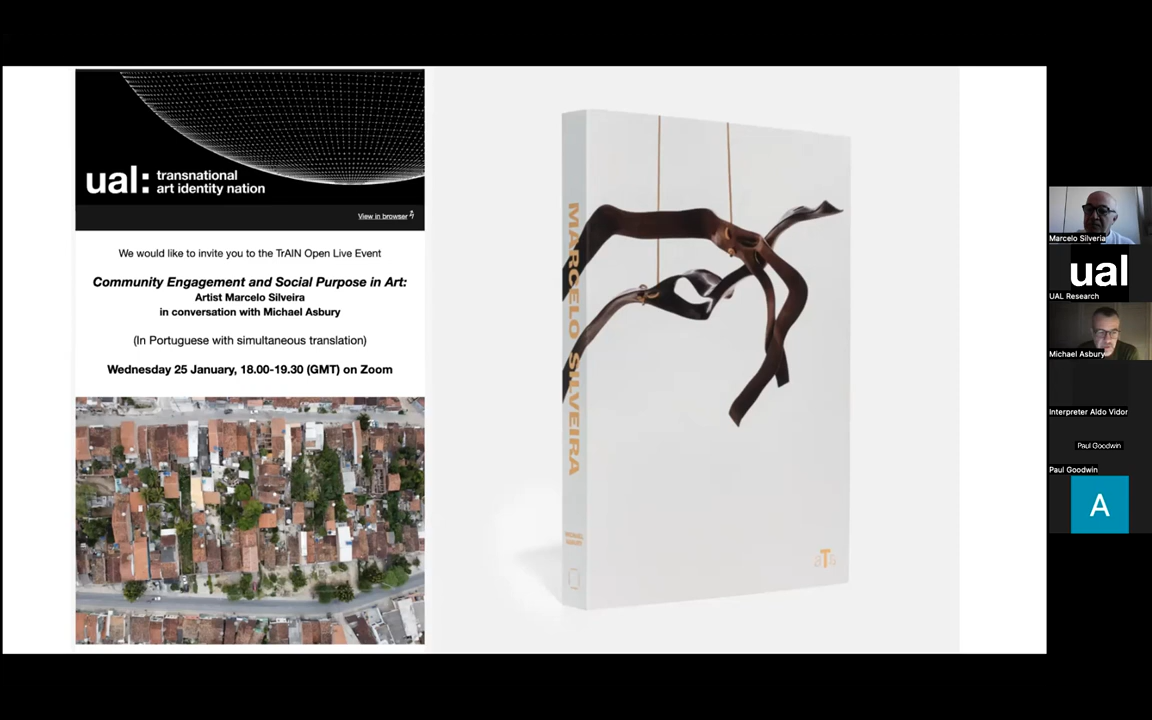 ual: transnational
art identity nation
View in browser
We would like to invite you to the TrAIN Open Live Event
Community Engagement and Social Purpose in Art:
Artist Marcelo Silveira
in conversation with Michael Asbury
(In Portuguese with simultaneous translation)
Wednesday 25 January, 18.00-19.30 (GMT) on Zoom
MARCELO SILVEIRA
MICHAEL
ASBURY
Marcelo Silveria
ual
UAL Research
Michael Asbury
Interpreter Aldo Vidor
Paul Goodwin
Paul Goodwin
A